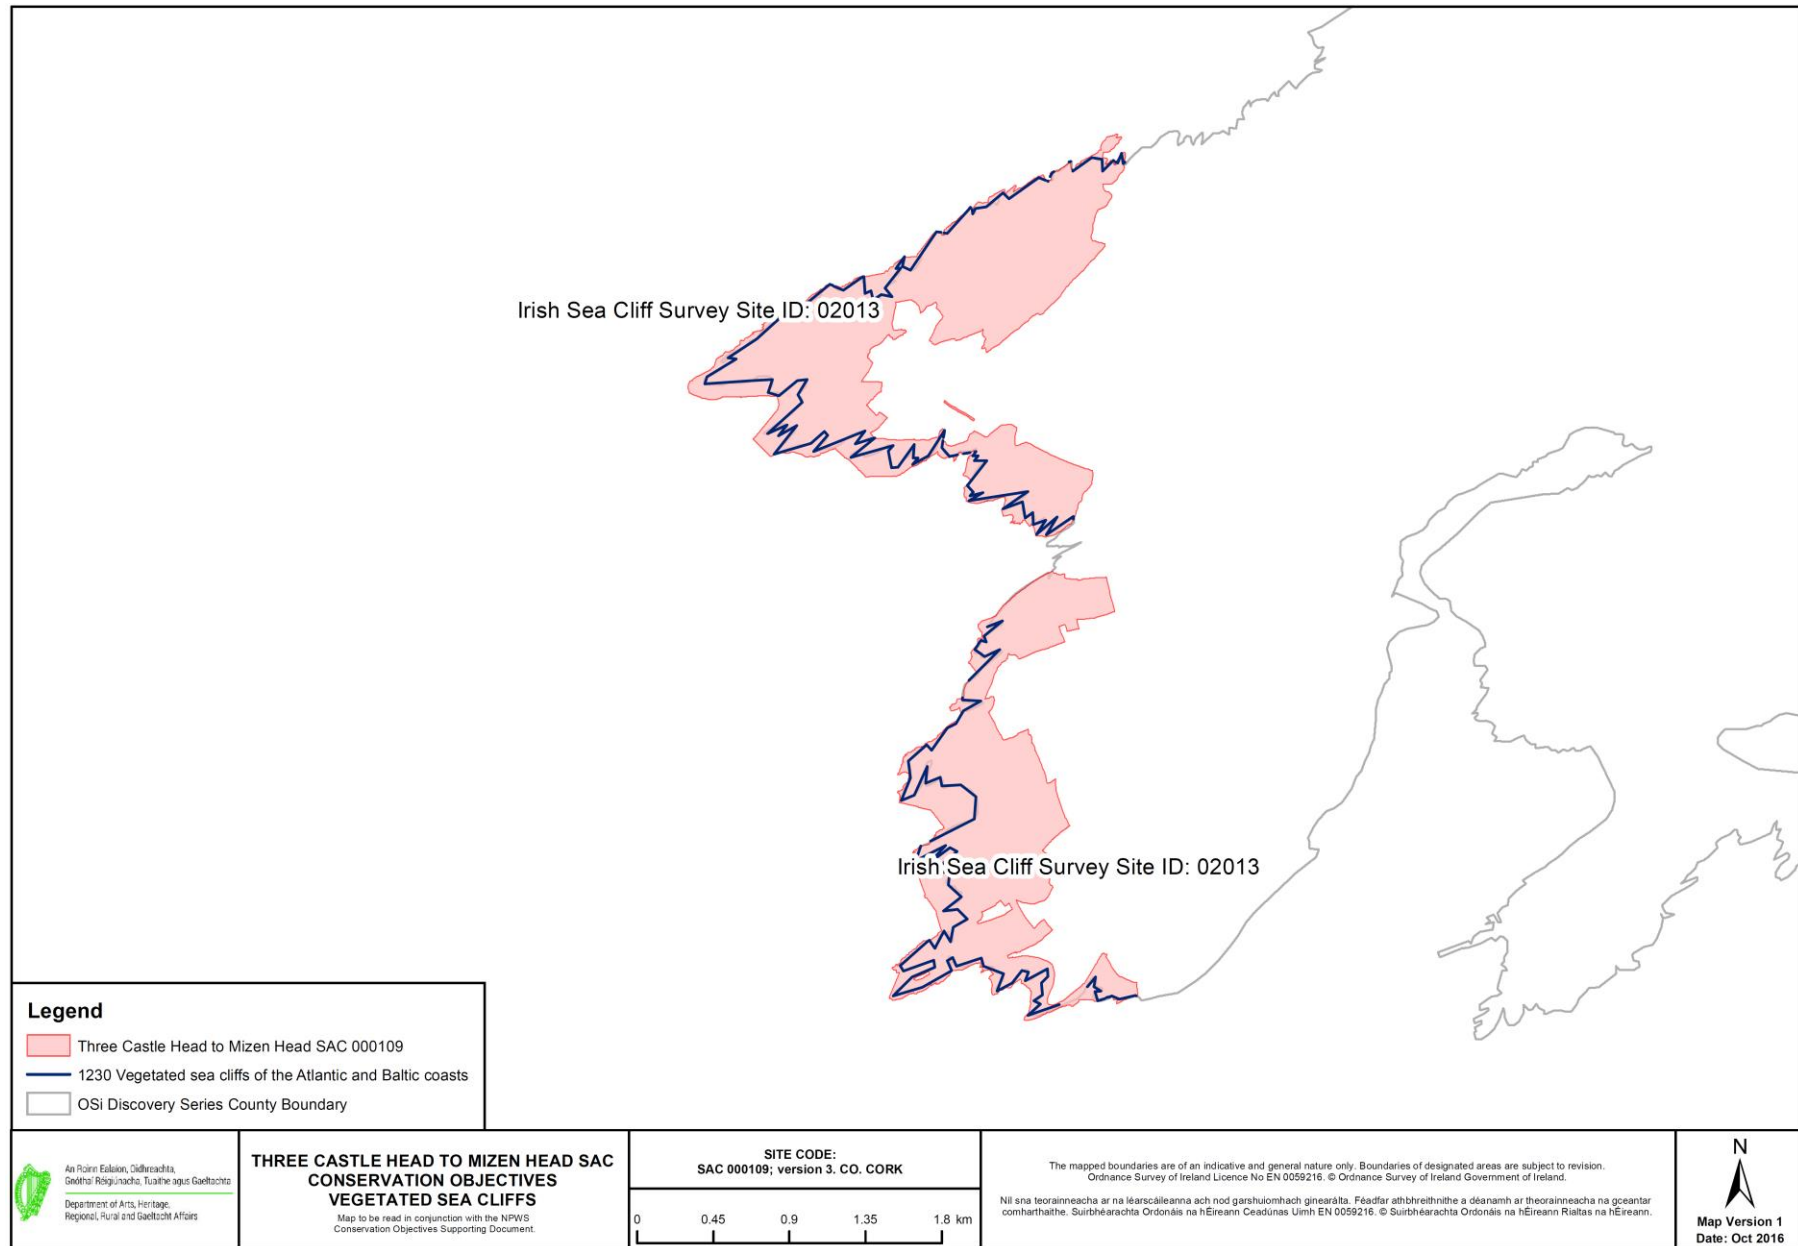 Irish Sea Cliff Survey Site ID: 02013
Irish Sea Cliff Survey Site ID: 02013
Legend
Three Castle Head to Mizen Head SAC 000109
1230 Vegetated sea cliffs of the Atlantic and Baltic coasts
OSi Discovery Series County Boundary
An Roinn Ealaíon, Oidhreachta,
Gnóthaí Réigiúnacha, Tuaithe agus Gaeltachta
Department of Arts, Heritage,
Regional, Rural and Gaeltacht Affairs
THREE CASTLE HEAD TO MIZEN HEAD SAC
CONSERVATION OBJECTIVES
VEGETATED SEA CLIFFS
Map to be read in conjunction with the NPWS
Conservation Objectives Supporting Document.
SITE CODE:
SAC 000109; version 3. CO. CORK
0 0.45 0.9 1.35 1.8 km
The mapped boundaries are of an indicative and general nature only. Boundaries of designated areas are subject to revision.
Ordnance Survey of Ireland Licence No EN 0059216. © Ordnance Survey of Ireland Government of Ireland.
Níl sna teorainneacha ar na léarscáileanna ach nod garshuiomhach ginearálta. Féadfar athbhreithnithe a déanamh ar theorainneacha na gceantar
comharthaithe. Suirbhéarachta Ordonáis na hÉireann Ceadúnas Uimh EN 0059216. © Suirbhéarachta Ordonáis na hÉireann Rialtas na hÉireann.
N
Map Version 1
Date: Oct 2016